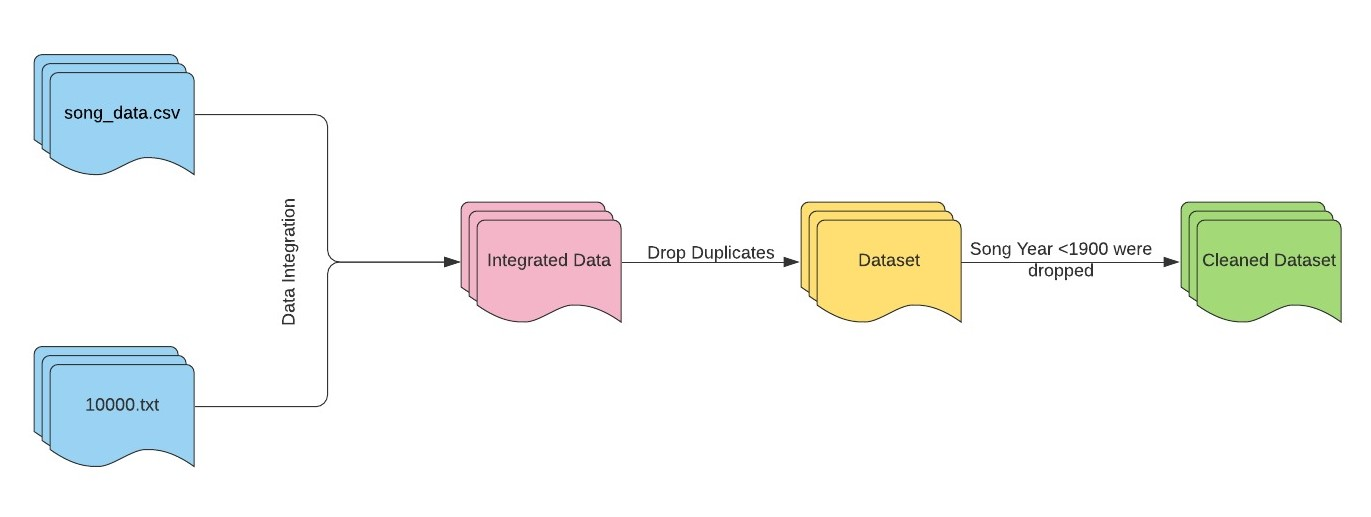 song_data.csv
Data Integration
10000.txt
Integrated Data
Drop Duplicates
Dataset
Song Year <1900 were
dropped
Cleaned Dataset